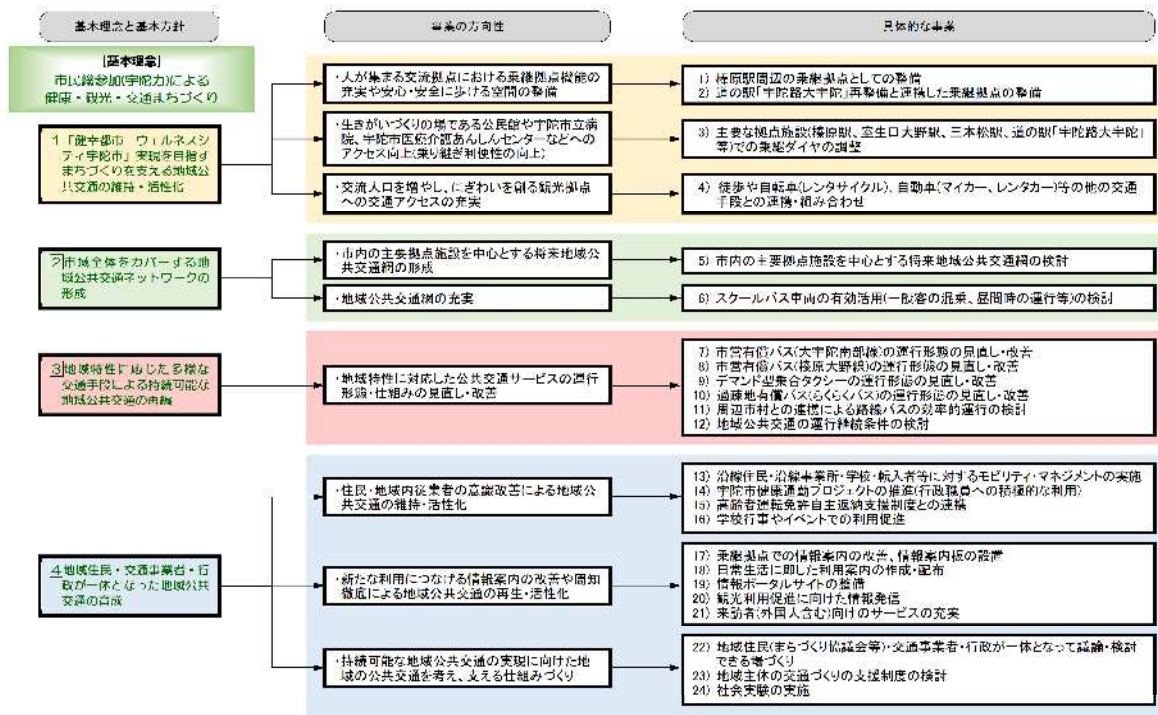 基本理念と基本方針
事業の方向性
具体的な事業
[基本理念]
市民総参加(宇陀力)による
健康・観光・交通まちづくり
1 「健幸都市 ウェルネスシ
ティ宇陀市」実現を目指す
まちづくりを支える地域公
共交通の維持・活性化
・人が集まる交流拠点における乗継拠点機能の
充実や安心・安全に歩ける空間の整備
1) 榛原駅周辺の乗継拠点としての整備
2) 道の駅「宇陀路大宇陀」再整備と連携した乗継拠点の整備
・生きがいづくりの場である公民館や宇陀市立病
院、宇陀市医療介護あんしんセンターなどへの
アクセス向上(乗り継ぎ利便性の向上)
3) 主要な拠点施設(榛原駅、室生口大野駅、三本松駅、道の駅「宇陀路大宇陀」
等)での乗継ダイヤの調整
・交流人口を増やし、にぎわいを創る観光拠点
への交通アクセスの充実
4) 徒歩や自転車(レンタサイクル)、自動車(マイカー、レンタカー)等の他の交通
手段との連携・組み合わせ
2 市域全体をカバーする地
域公共交通ネットワークの
形成
・市内の主要拠点施設を中心とする将来地域公
共交通網の形成
5) 市内の主要拠点施設を中心とする将来地域公共交通網の検討
・地域公共交通網の充実
6) スクールバス車両の有効活用(一般客の混乗、昼間時の運行等)の検討
3 地域特性に応じた多様な
交通手段による持続可能な
地域公共交通の再編
・地域特性に対応した公共交通サービスの運行
形態・仕組みの見直し・改善
7) 市営有償バス(大宇陀南部線)の運行形態の見直し・改善
8) 市営有償バス(榛原大野線)の運行形態の見直し・改善
9) デマンド型集合タクシーの運行形態の見直し・改善
10) 過疎地有償バス(らくらくバス)の運行形態の見直し・改善
11) 周辺市村との連携による路線バスの効率的運行の検討
12) 地域公共交通の運行継続条件の検討
4 地域住民・交通事業者・行
政が一体となった地域公共
交通の育成
・住民・地域内従業者の意識改善による地域公
共交通の維持・活性化
13) 沿線住民・沿線事業所・学校・転入者等に対するモビリティ・マネジメントの実施
14) 宇陀市健康通勤プロジェクトの推進(行政職員への積極的な利用)
15) 高齢者運転免許自主返納支援制度との連携
16) 学校行事やイベントでの利用促進
・新たな利用につなげる情報案内の改善や周知
徹底による地域公共交通の再生・活性化
17) 乗継拠点での情報案内の改善、情報案内板の設置
18) 日常生活に即した利用案内の作成・配布
19) 情報ポータルサイトの整備
20) 観光利用促進に向けた情報発信
21) 来訪者(外国人含む)向けのサービスの充実
・持続可能な地域公共交通の実現に向けた地
域の公共交通を考え、支える仕組みづくり
22) 地域住民(まちづくり協議会等)・交通事業者・行政が一体となって議論・検討
できる場づくり
23) 地域主体の交通づくりの支援制度の検討
24) 社会実験の実施